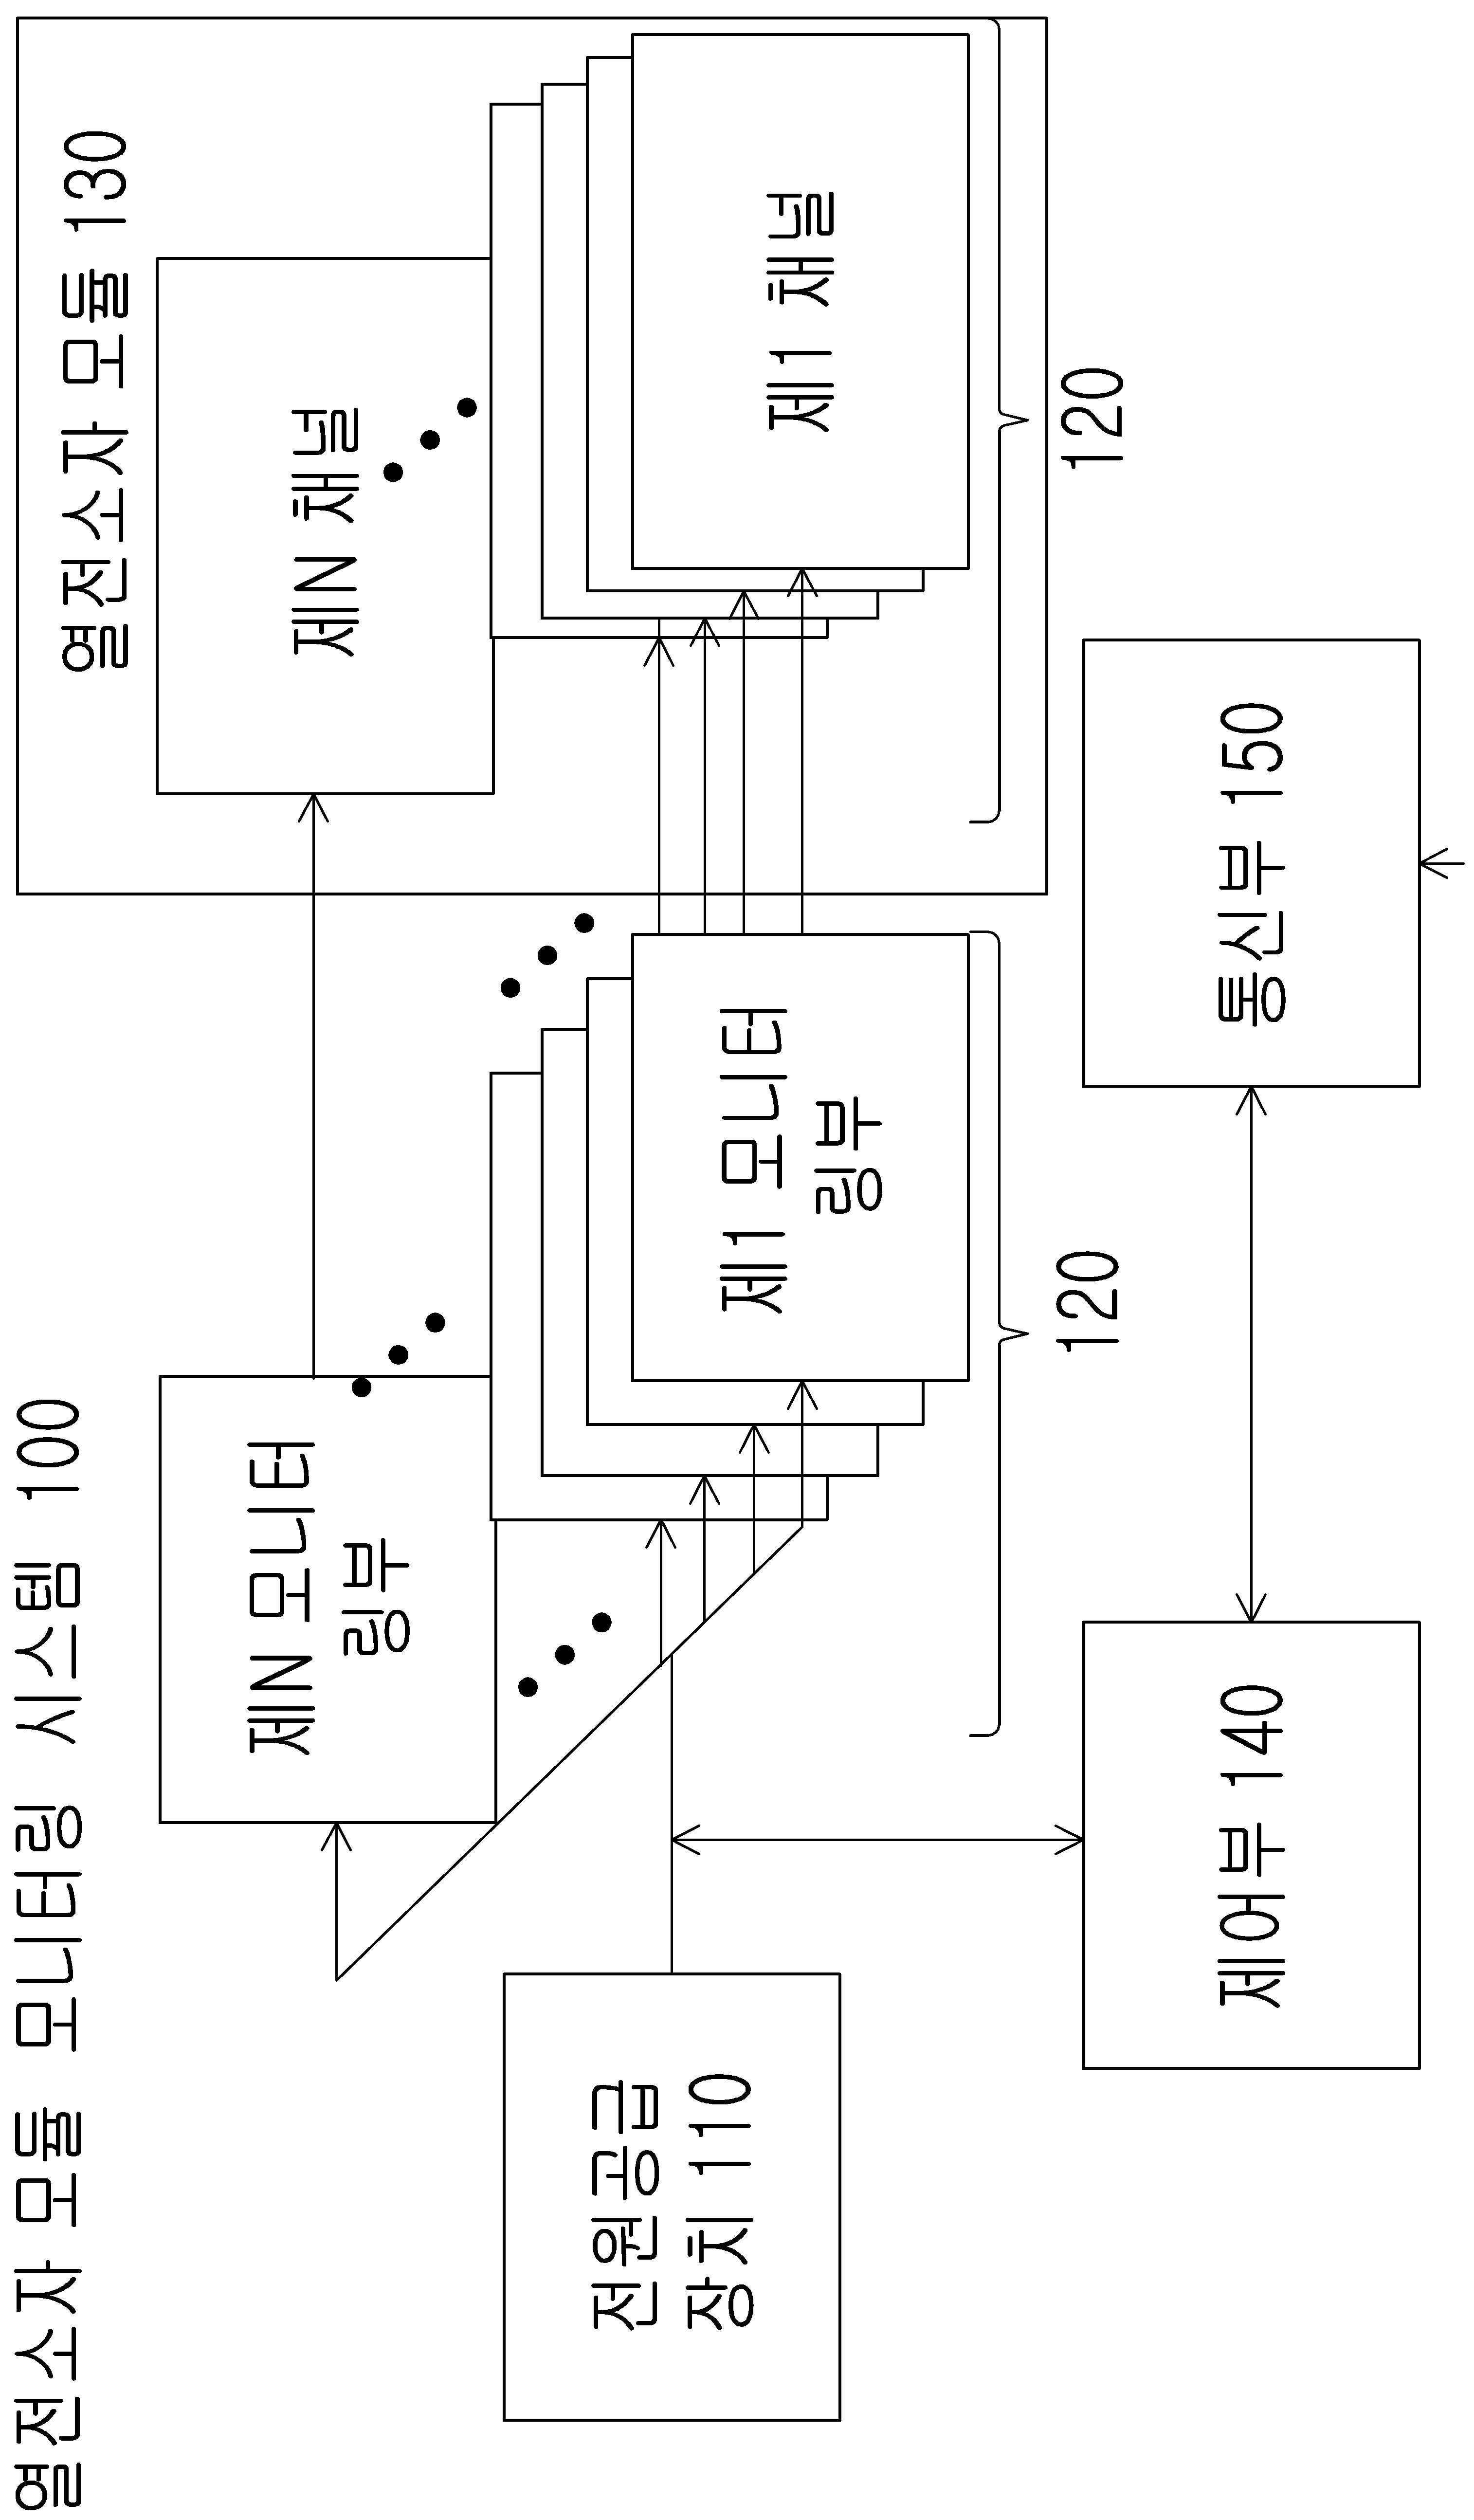 열전소자 모듈 모니터링 시스템 100
열전소자 모듈 130
전원공급
장치 110
제N 모니터
링부
제1 모니터
링부
120
제N 채널
제1 채널
120
제어부 140
통신부 150